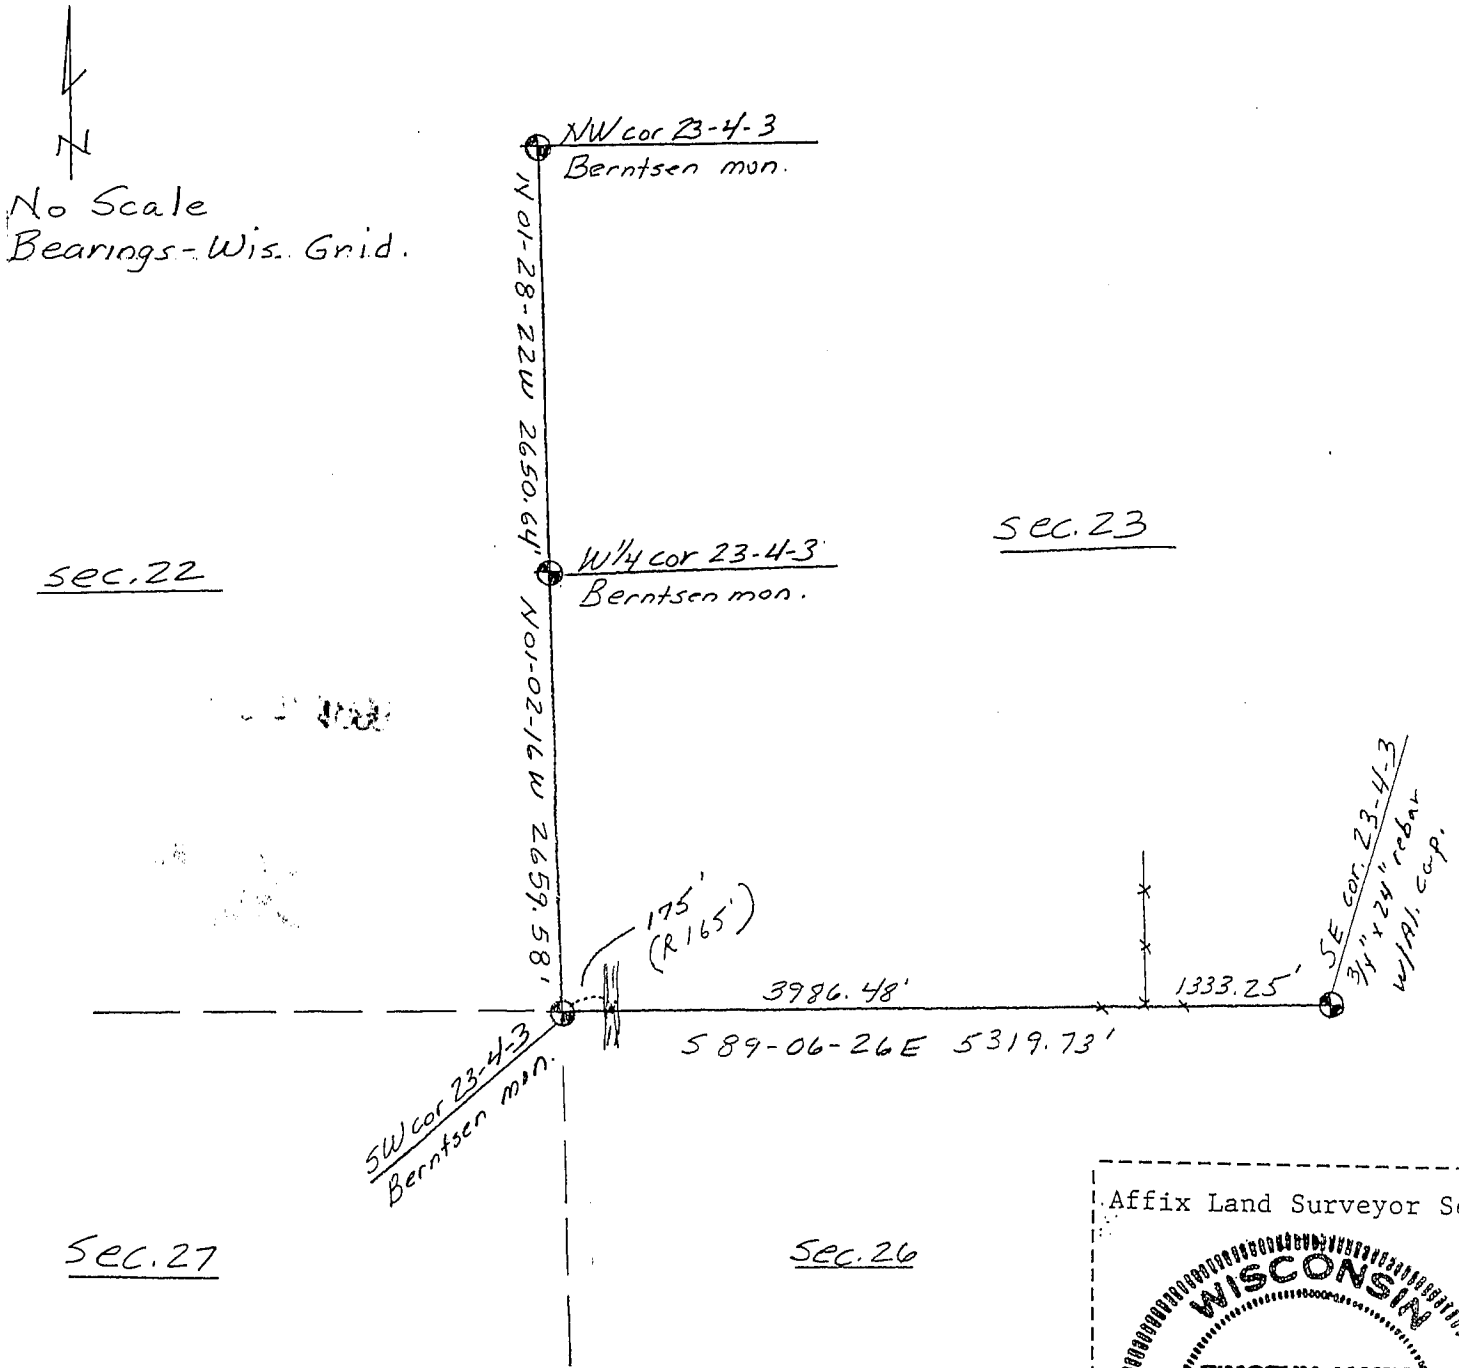 N
No Scale
Bearings-Wis. Grid.
NW cor 23-4-3
Berntsen mon.
N 01-28-22W 2650.64'
sec. 23
W¼ cor 23-4-3
Berntsen mon.
sec. 22
N01-02-16W 2659.58'
175'
(R 165')
SE cor. 23-4-3
3/4" x 24" rebar
w/Al. cap.
3986.48'
1333.25'
S 89-06-26E 5319.73'
SW cor 23-4-3
Berntsen mon.
Affix Land Surveyor Se
Sec. 27
Sec. 26
WISCONSIN